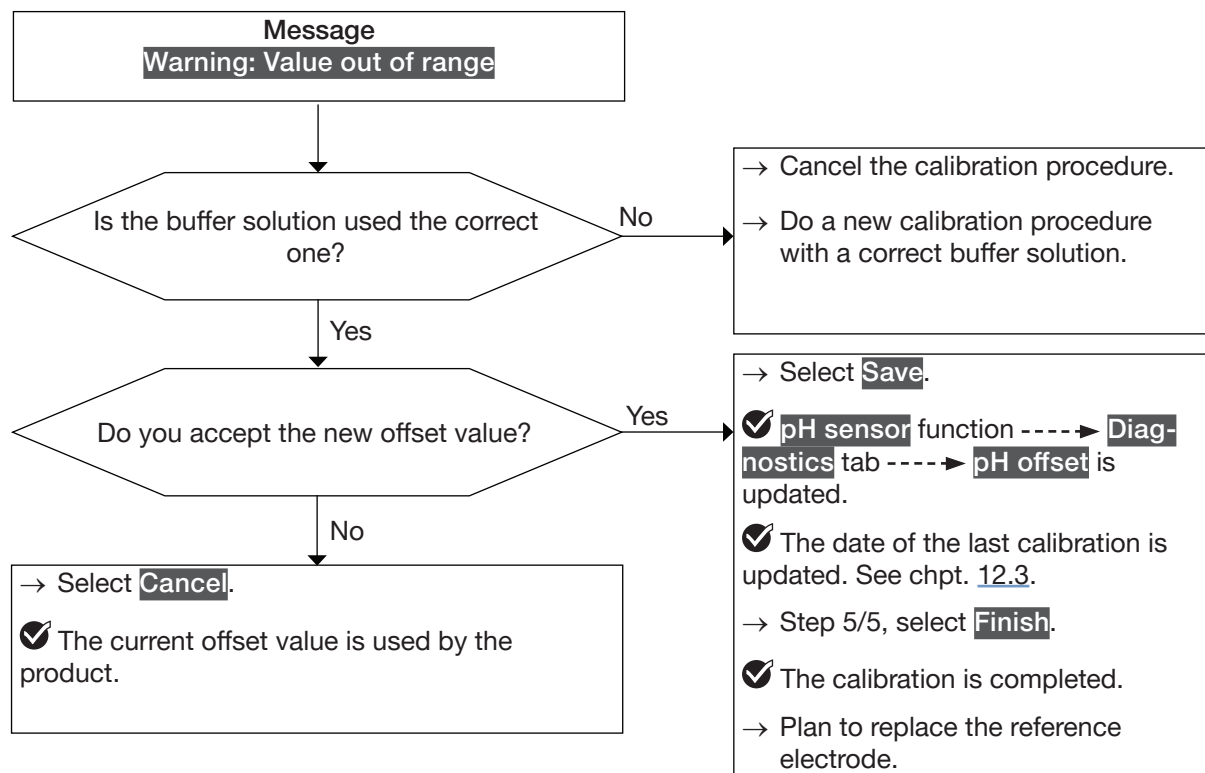 Message
Warning: Value out of range
Is the buffer solution used the correct
one?
No
→ Cancel the calibration procedure.
→ Do a new calibration procedure
with a correct buffer solution.
Yes
Do you accept the new offset value?
Yes
→ Select Save.
pH sensor function -----► Diag-
nostics tab -----► pH offset is
updated.
The date of the last calibration is
updated. See chpt. 12.3.
→ Step 5/5, select Finish.
The calibration is completed.
→ Plan to replace the reference
electrode.
No
→ Select Cancel.
The current offset value is used by the
product.